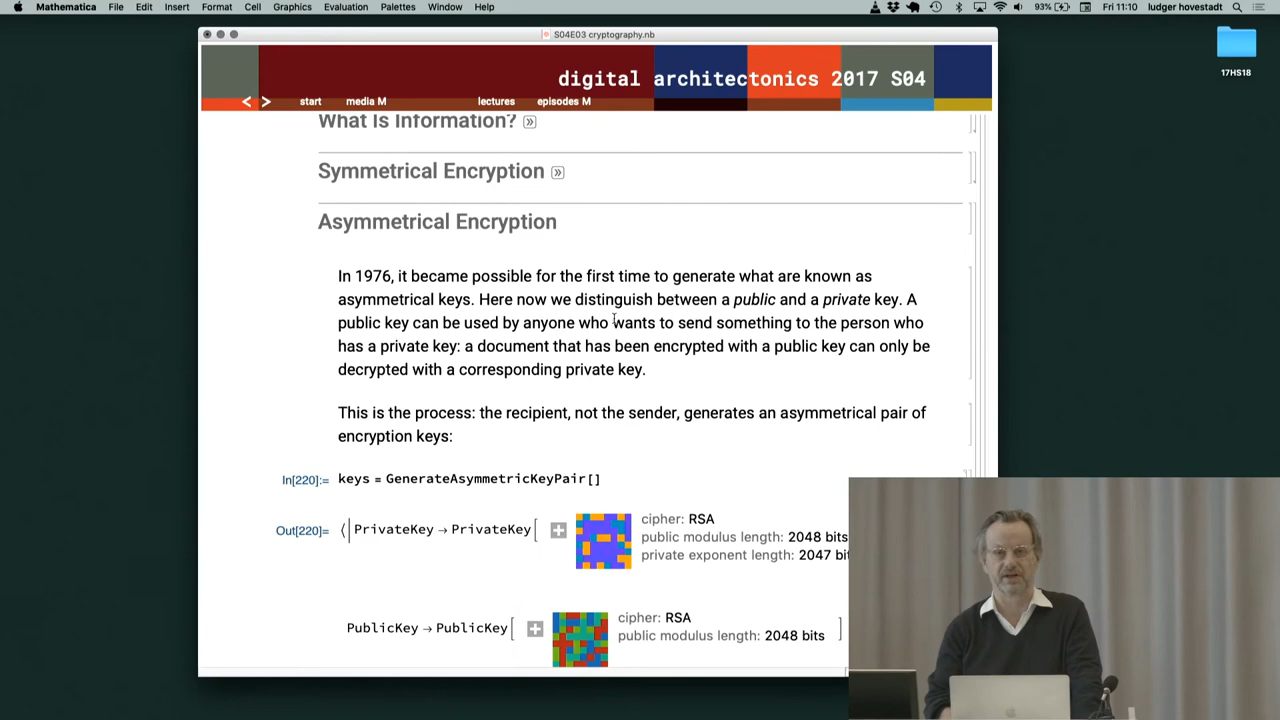 Mathematica File Edit Insert Format Cell Graphics Evaluation Palettes Window Help 93% Fri 11:10 ludger hovestadt
S04E03 cryptography.nb
17HS18
digital architectonics 2017 S04
< > start media M lectures episodes M
What Is Information? »
Symmetrical Encryption »
Asymmetrical Encryption
In 1976, it became possible for the first time to generate what are known as
asymmetrical keys. Here now we distinguish between a public and a private key. A
public key can be used by anyone who wants to send something to the person who
has a private key: a document that has been encrypted with a public key can only be
decrypted with a corresponding private key.
This is the process: the recipient, not the sender, generates an asymmetrical pair of
encryption keys:
In[220]:= keys = GenerateAsymmetricKeyPair[]
Out[220]= <| PrivateKey → PrivateKey[
cipher: RSA
public modulus length: 2048 bits
private exponent length: 2047 bit
PublicKey → PublicKey[
cipher: RSA
public modulus length: 2048 bits
]